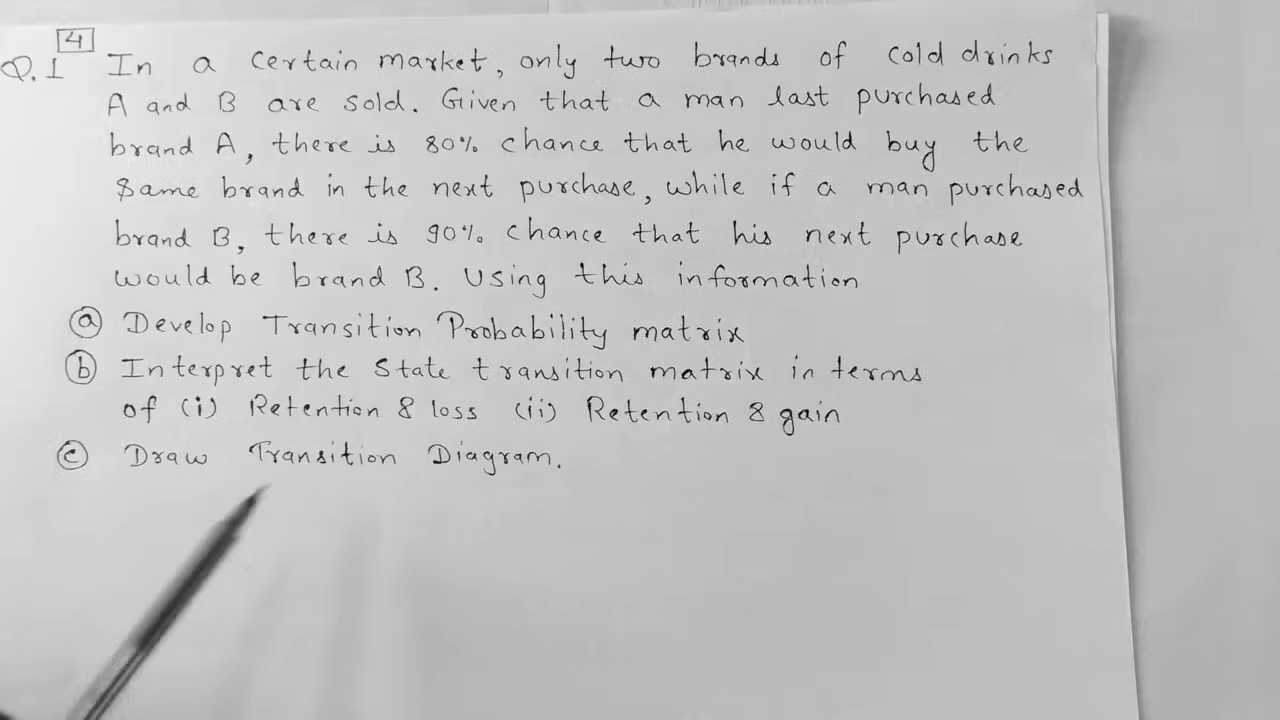 4
Q.1 In a certain market, only two brands of cold drinks
A and B are sold. Given that a man last purchased
brand A, there is 80% chance that he would buy the
same brand in the next purchase, while if a man purchased
brand B, there is 90% chance that his next purchase
would be brand B. Using this information
(a) Develop Transition Probability matrix
(b) Interpret the State transition matrix in terms
of (i) Retention & loss (ii) Retention & gain
(c) Draw Transition Diagram.